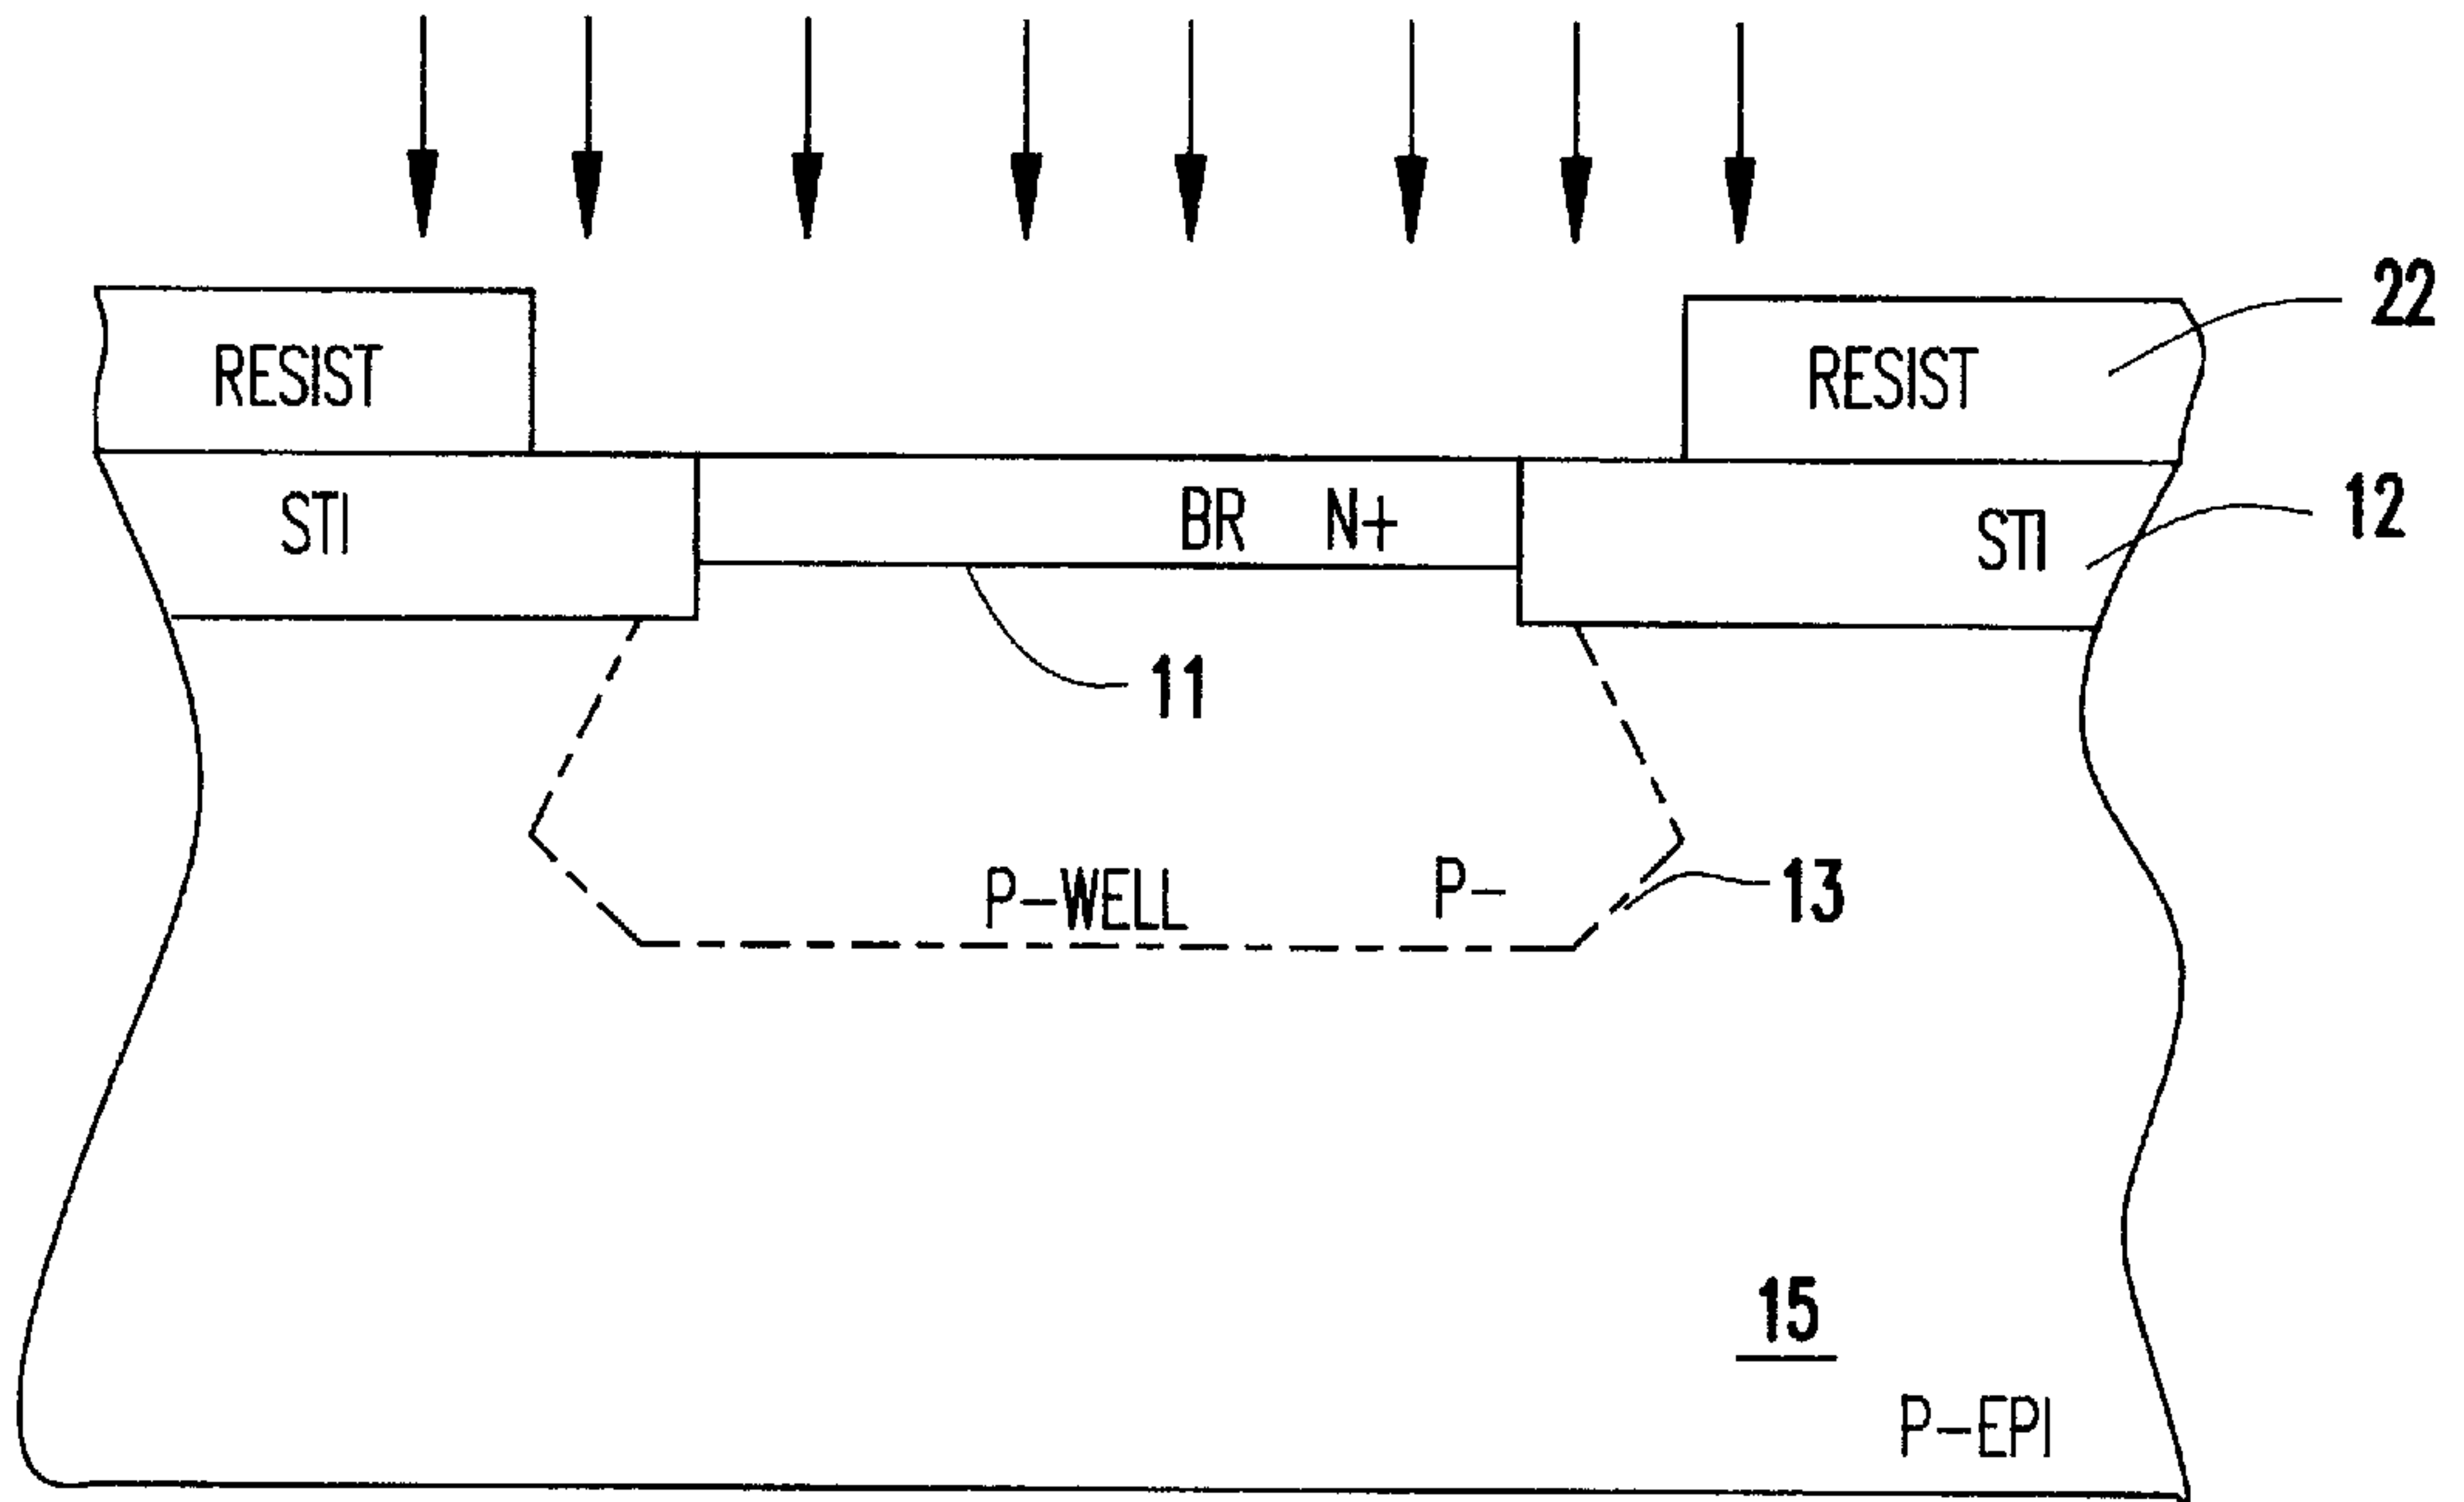 22
RESIST
RESIST
12
STI
BR N+
STI
11
P-WELL
P-
13
15
P-EPI